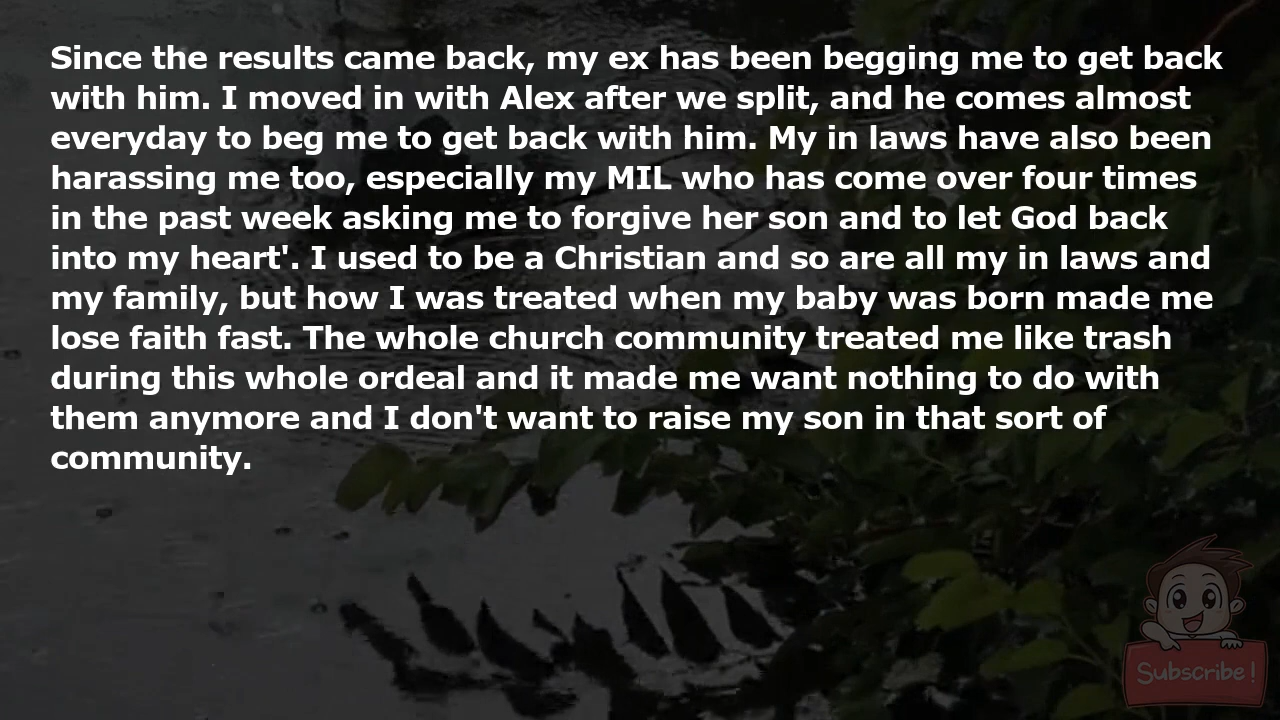 Since the results came back, my ex has been begging me to get back
with him. I moved in with Alex after we split, and he comes almost
everyday to beg me to get back with him. My in laws have also been
harassing me too, especially my MIL who has come over four times
in the past week asking me to forgive her son and to let God back
into my heart'. I used to be a Christian and so are all my in laws and
my family, but how I was treated when my baby was born made me
lose faith fast. The whole church community treated me like trash
during this whole ordeal and it made me want nothing to do with
them anymore and I don't want to raise my son in that sort of
community.
Subscribe!